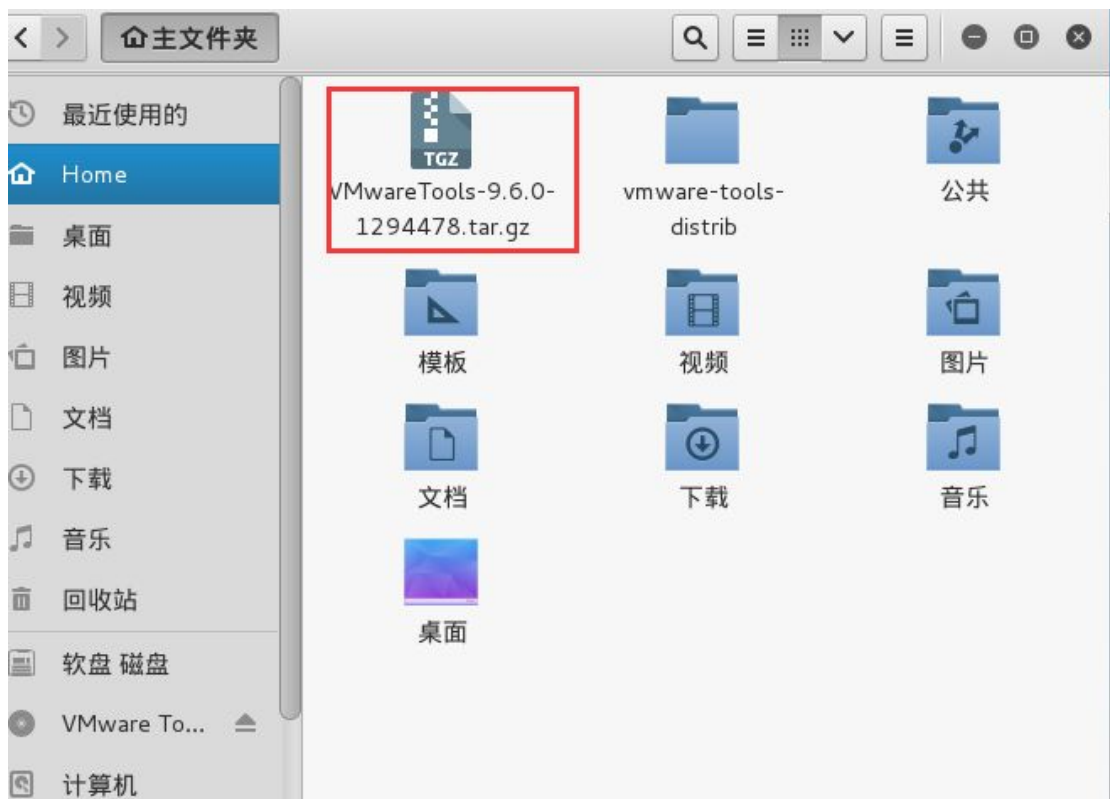 主文件夹
最近使用的
Home
桌面
视频
图片
文档
下载
音乐
回收站
软盘 磁盘
VMware To...
计算机
TGZ
VMwareTools-9.6.0-
1294478.tar.gz
vmware-tools-
distrib
公共
模板
视频
图片
文档
下载
音乐
桌面